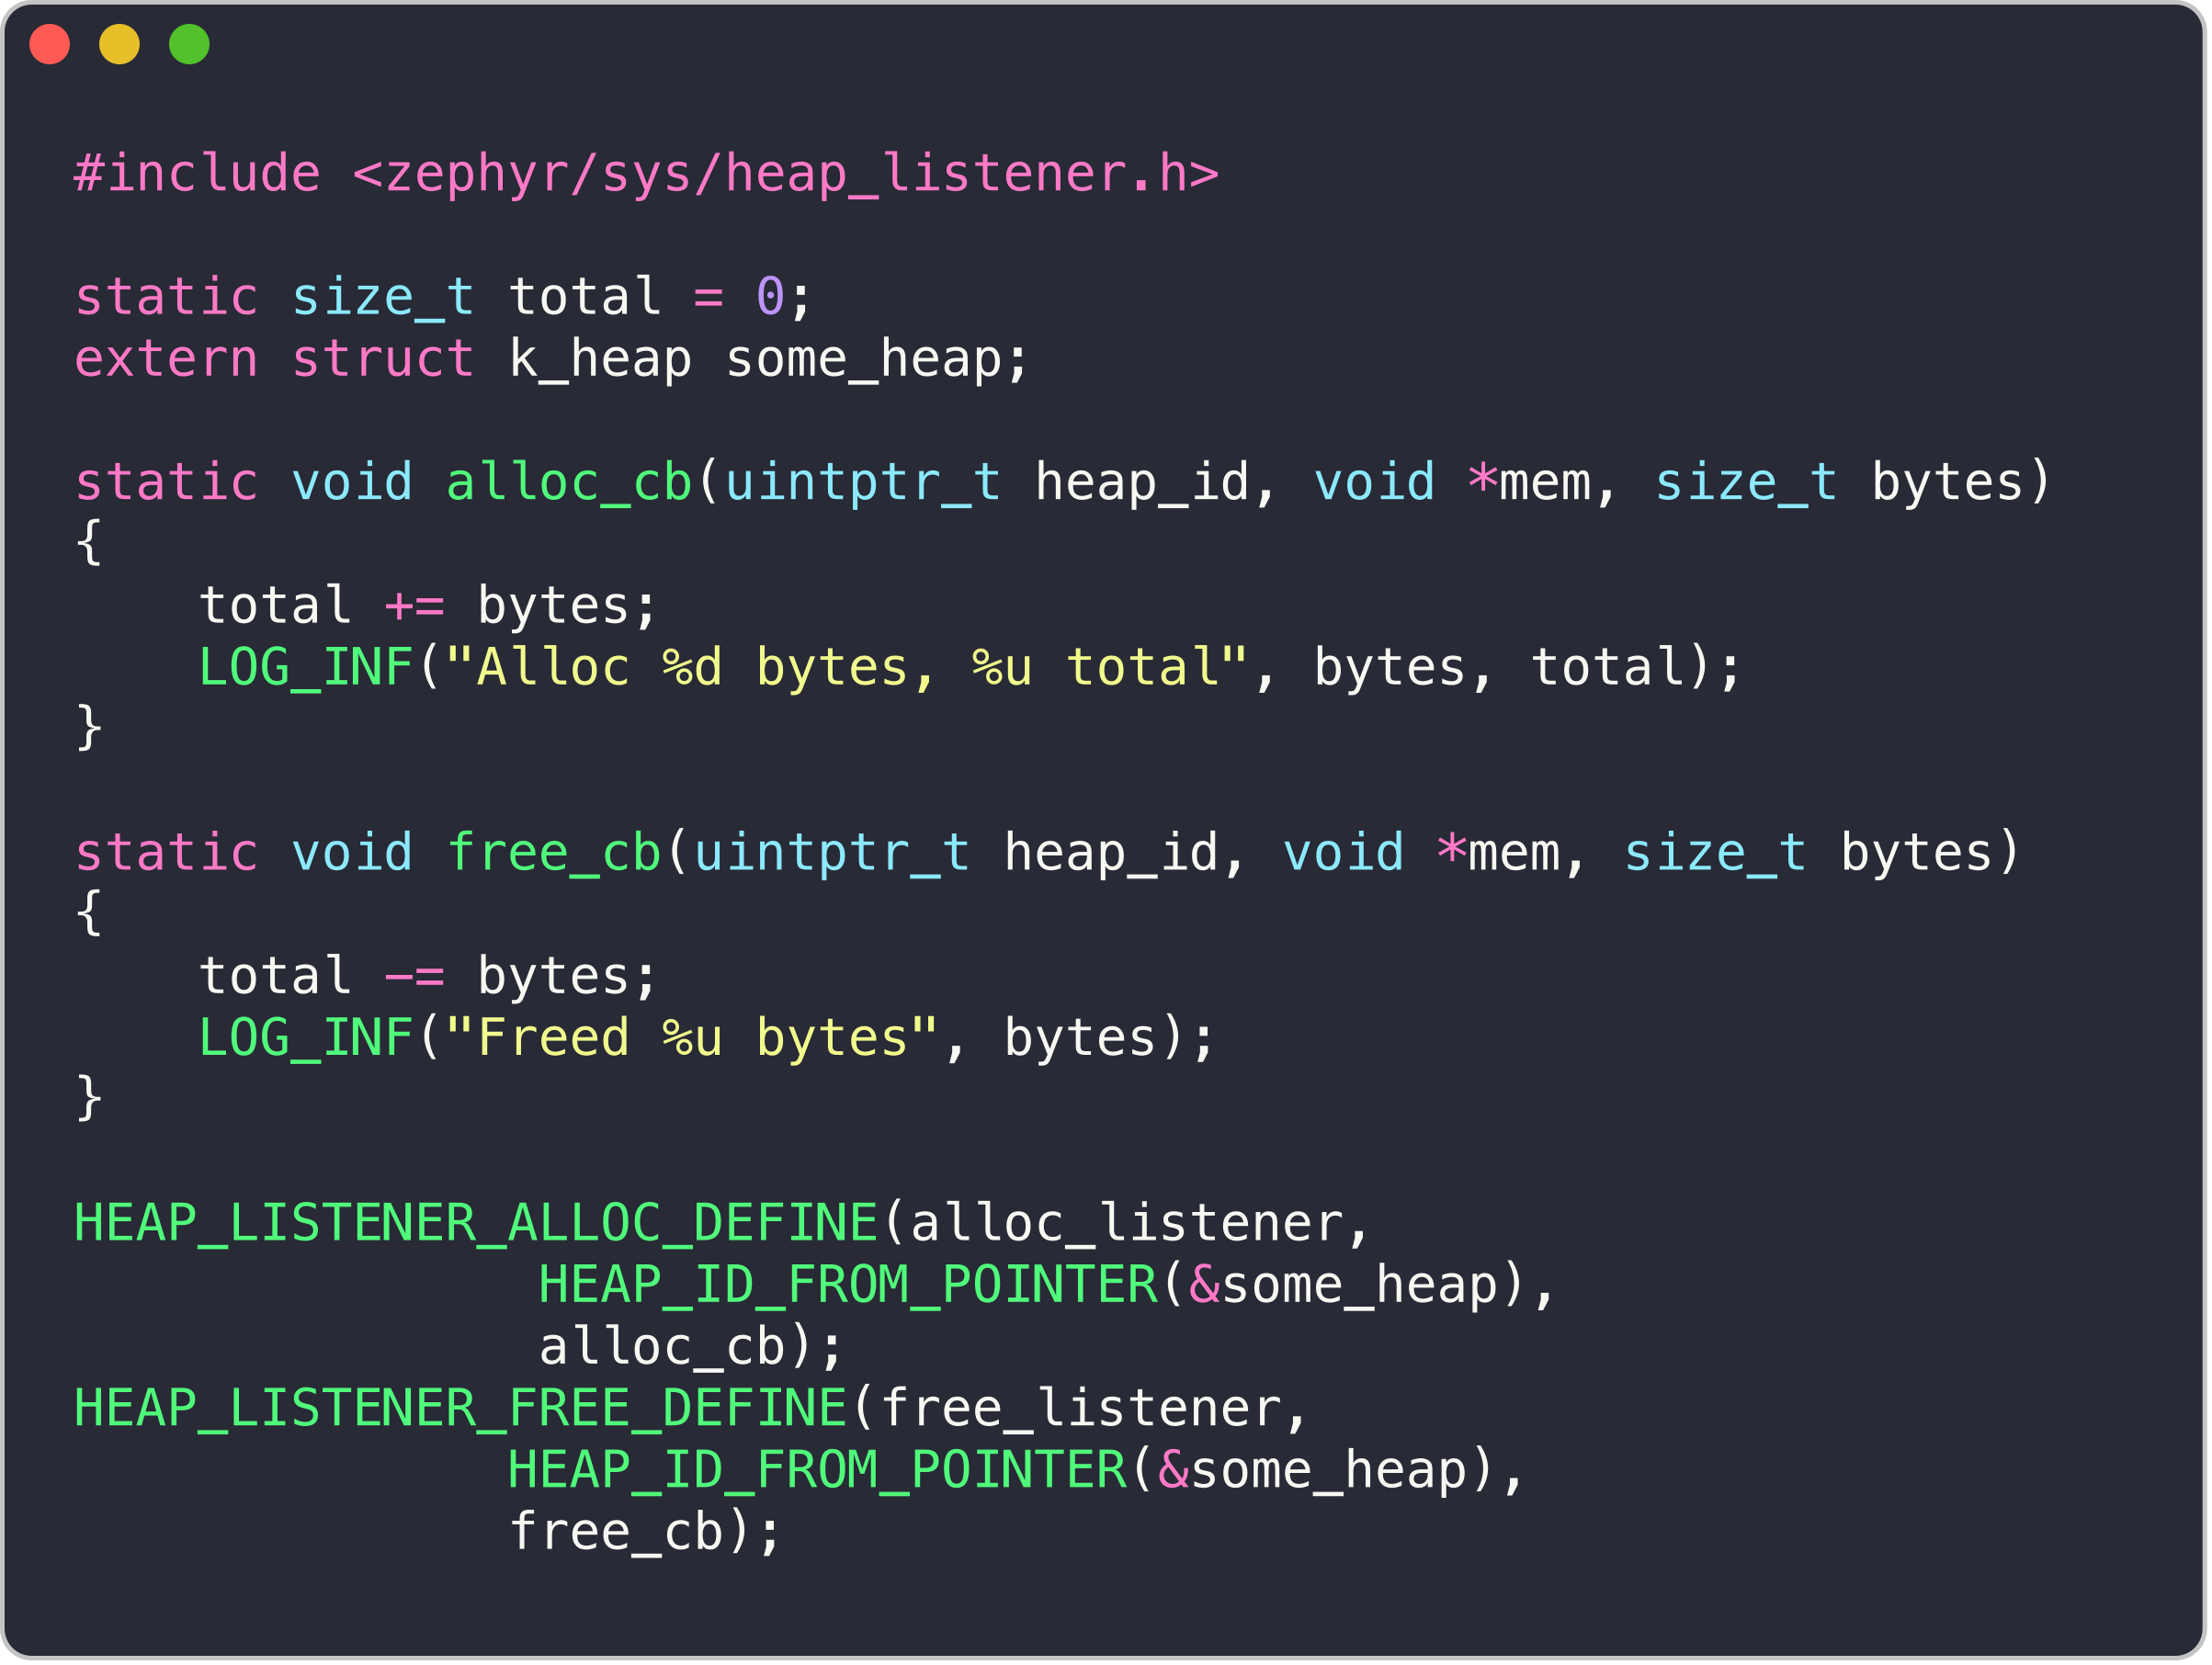 #include <zephyr/sys/heap_listener.h>
static size_t total = 0;
extern struct k_heap some_heap;
static void alloc_cb(uintptr_t heap_id, void *mem, size_t bytes)
{
    total += bytes;
    LOG_INF("Alloc %d bytes, %u total", bytes, total);
}
static void free_cb(uintptr_t heap_id, void *mem, size_t bytes)
{
    total -= bytes;
    LOG_INF("Freed %u bytes", bytes);
}
HEAP_LISTENER_ALLOC_DEFINE(alloc_listener,
               HEAP_ID_FROM_POINTER(&some_heap),
               alloc_cb);
HEAP_LISTENER_FREE_DEFINE(free_listener,
              HEAP_ID_FROM_POINTER(&some_heap),
              free_cb);